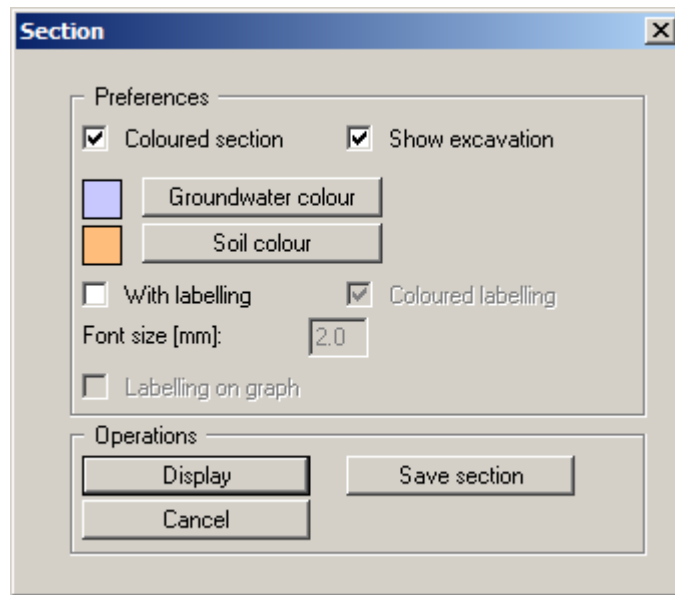 Section
Preferences
Coloured section Show excavation
Groundwater colour
Soil colour
With labelling Coloured labelling
Font size [mm]: 2.0
Labelling on graph
Operations
Display Save section
Cancel